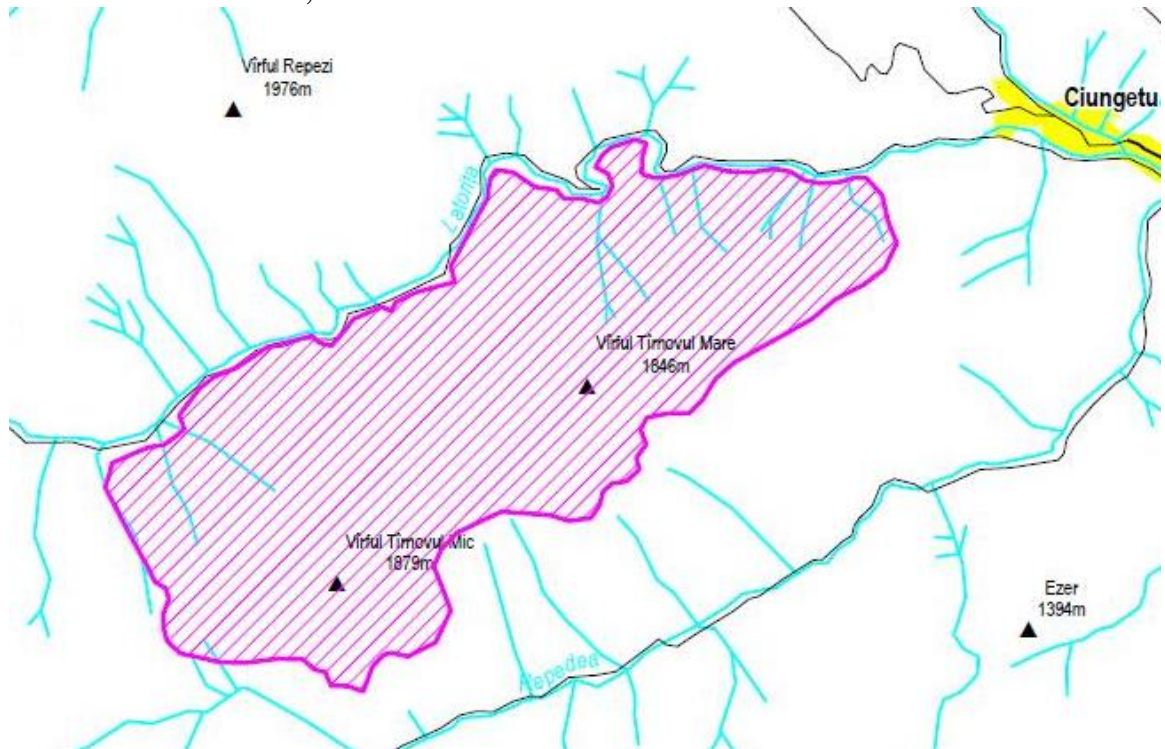 Vîrful Repezi
1976m
Ciungetu
Latorita
Vîrful Tîrnovul Mare
1846m
Vîrful Tîrnovul Mic
1879m
Ezer
1394m
Repedea